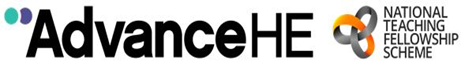 AdvanceHE
NATIONAL
TEACHING
FELLOWSHIP
SCHEME